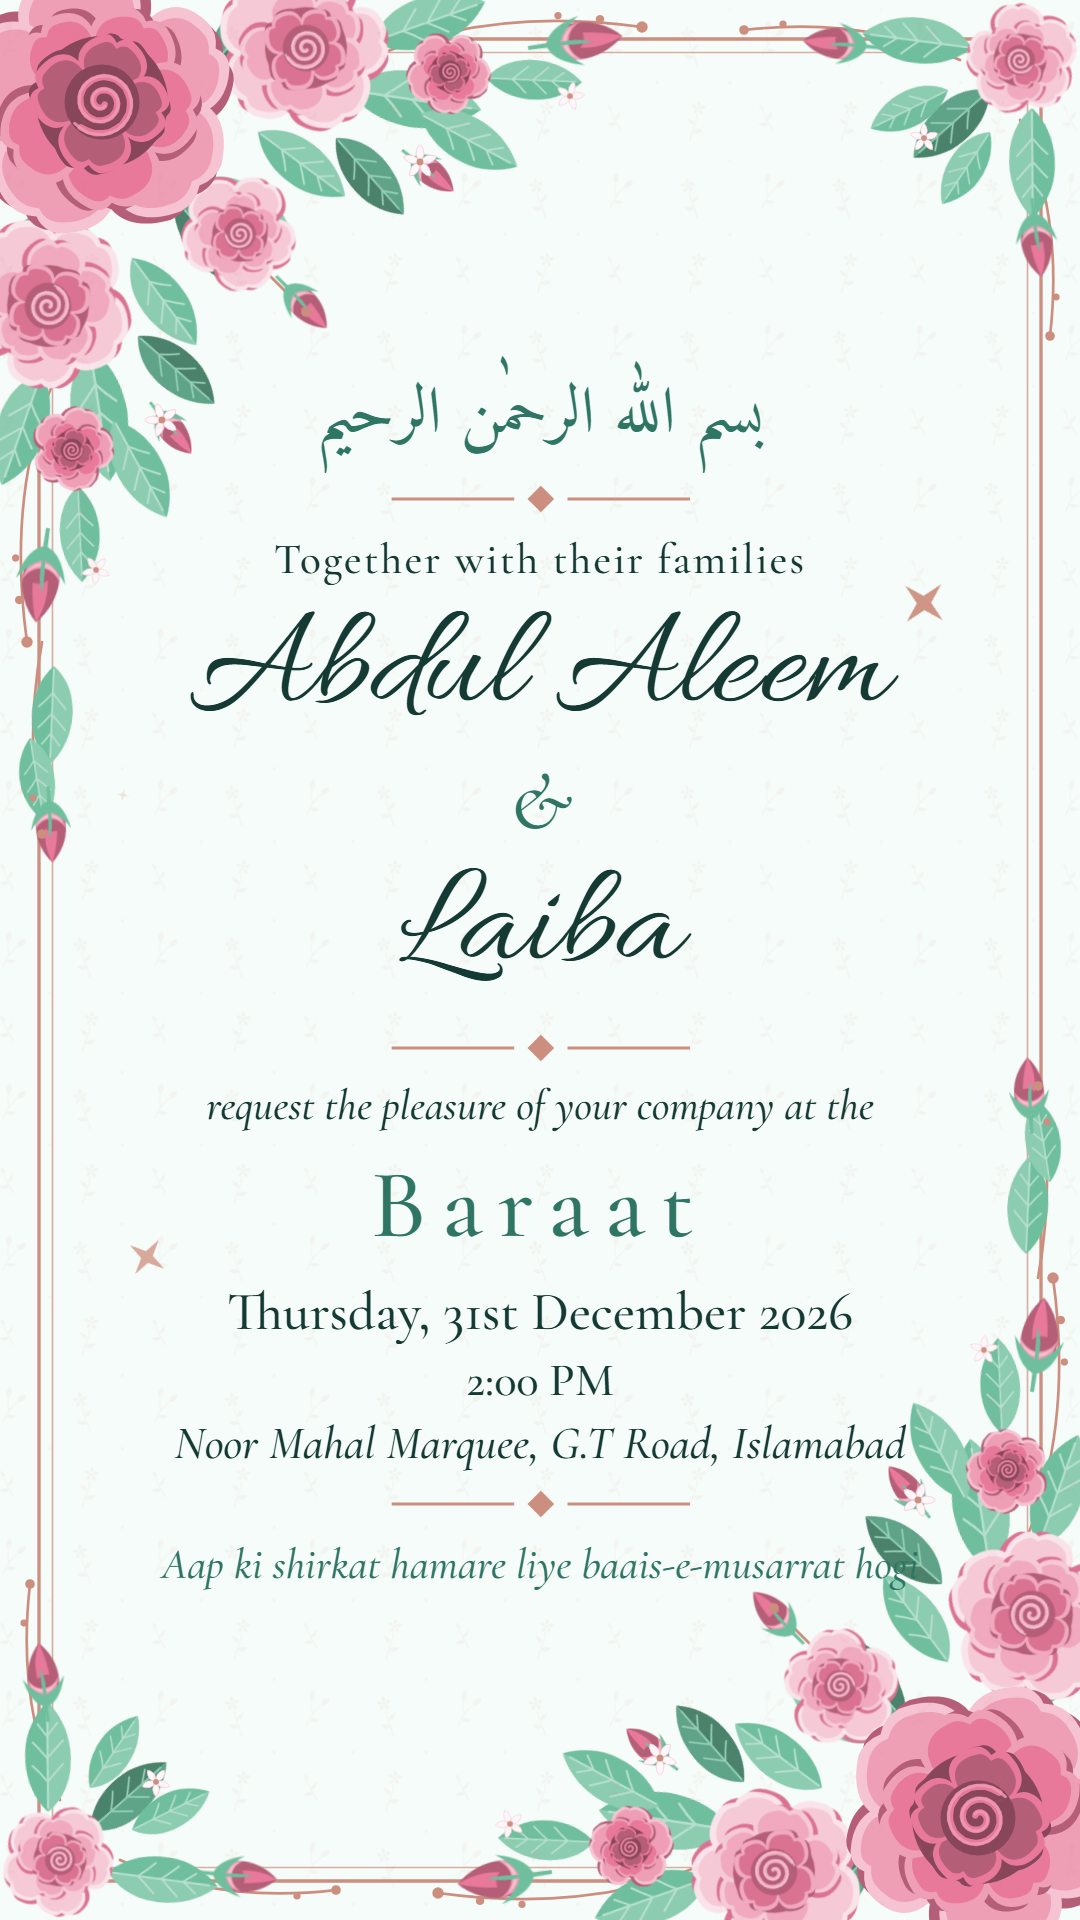 بسم الله الرحمٰن الرحيم
Together with their families
Abdul Aleem
&
Laiba
request the pleasure of your company at the
Baraat
Thursday, 31st December 2026
2:00 PM
Noor Mahal Marquee, G.T Road, Islamabad
Aap ki shirkat hamare liye baais-e-musarrat hogi